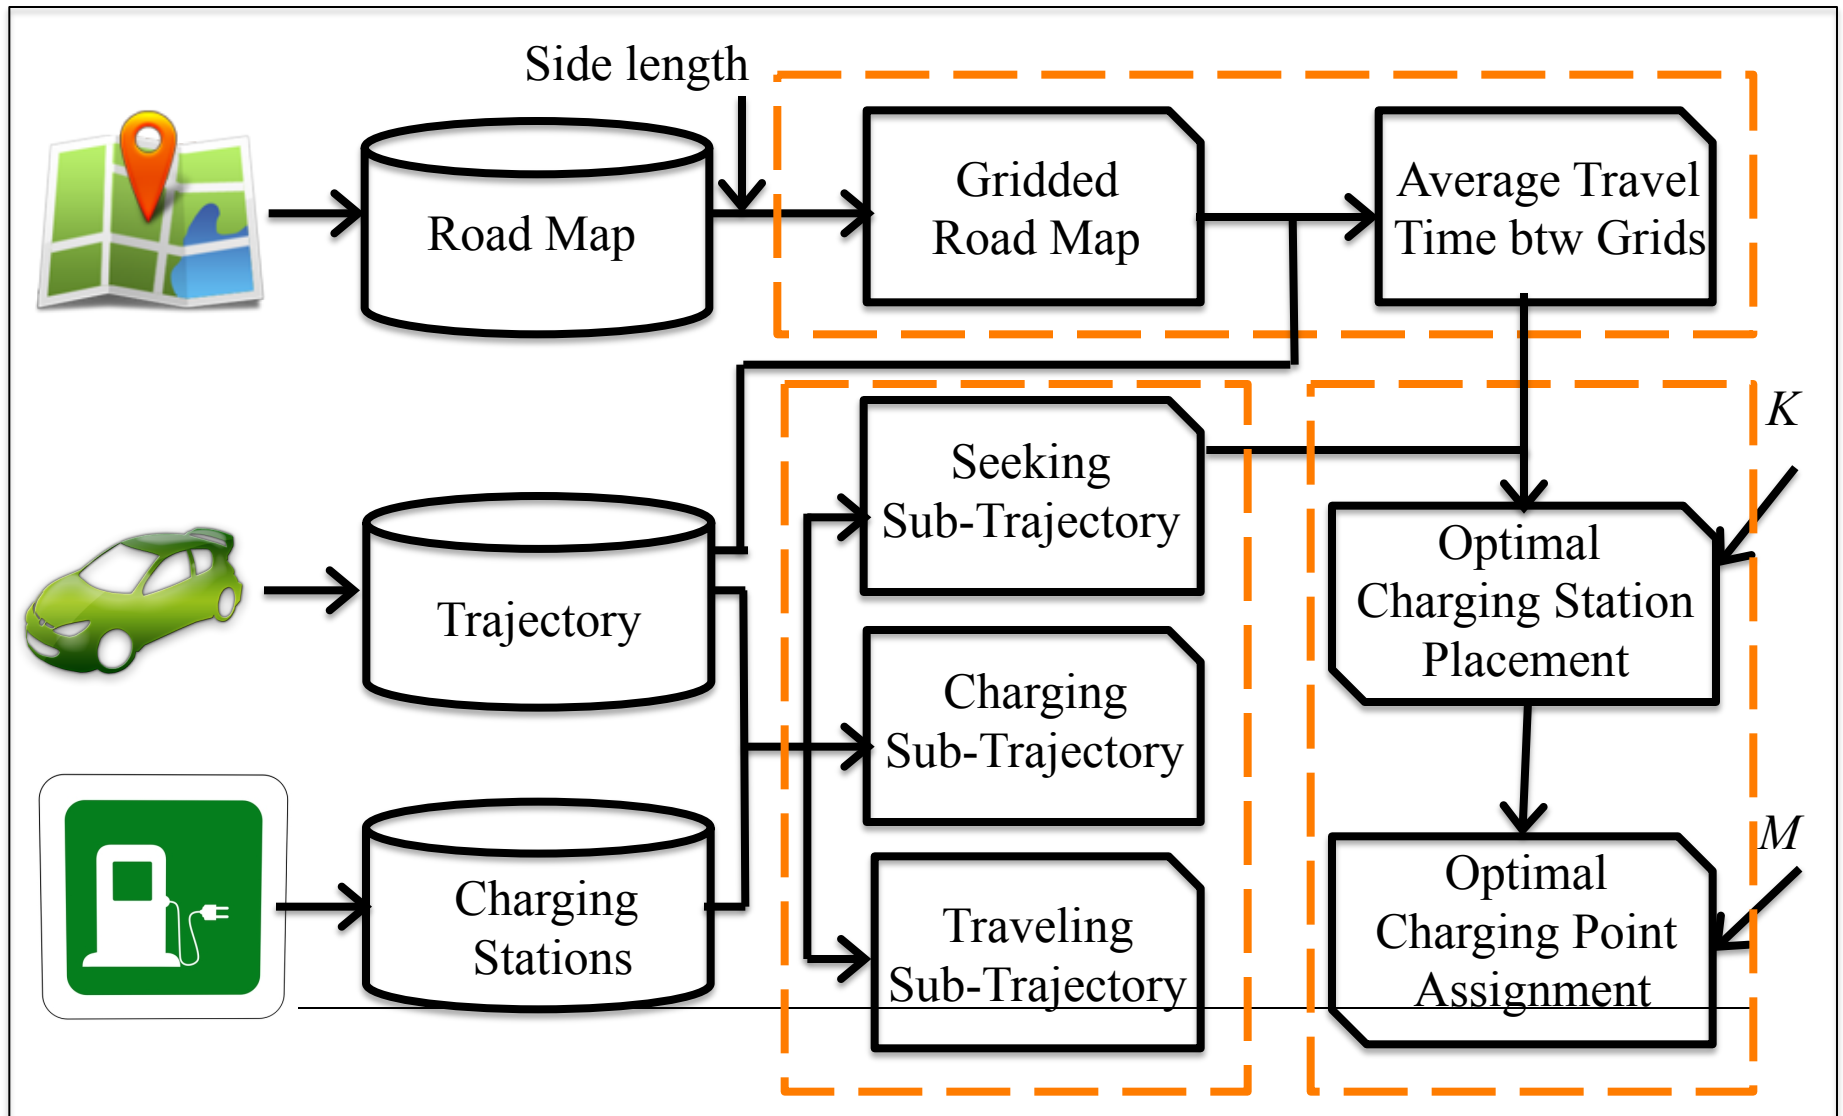 Side length
Road Map
Gridded
Road Map
Average Travel
Time btw Grids
K
Seeking
Sub-Trajectory
Trajectory
Optimal
Charging Station
Placement
Charging
Sub-Trajectory
M
Charging
Stations
Traveling
Sub-Trajectory
Optimal
Charging Point
Assignment